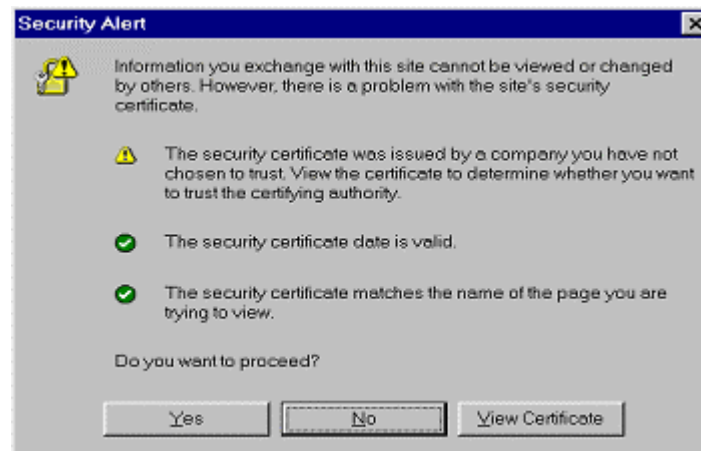 Security Alert
Information you exchange with this site cannot be viewed or changed
by others. However, there is a problem with the site's security
certificate.
The security certificate was issued by a company you have not
chosen to trust. View the certificate to determine whether you want
to trust the certifying authority.
The security certificate date is valid.
The security certificate matches the name of the page you are
trying to view.
Do you want to proceed?
Yes No View Certificate